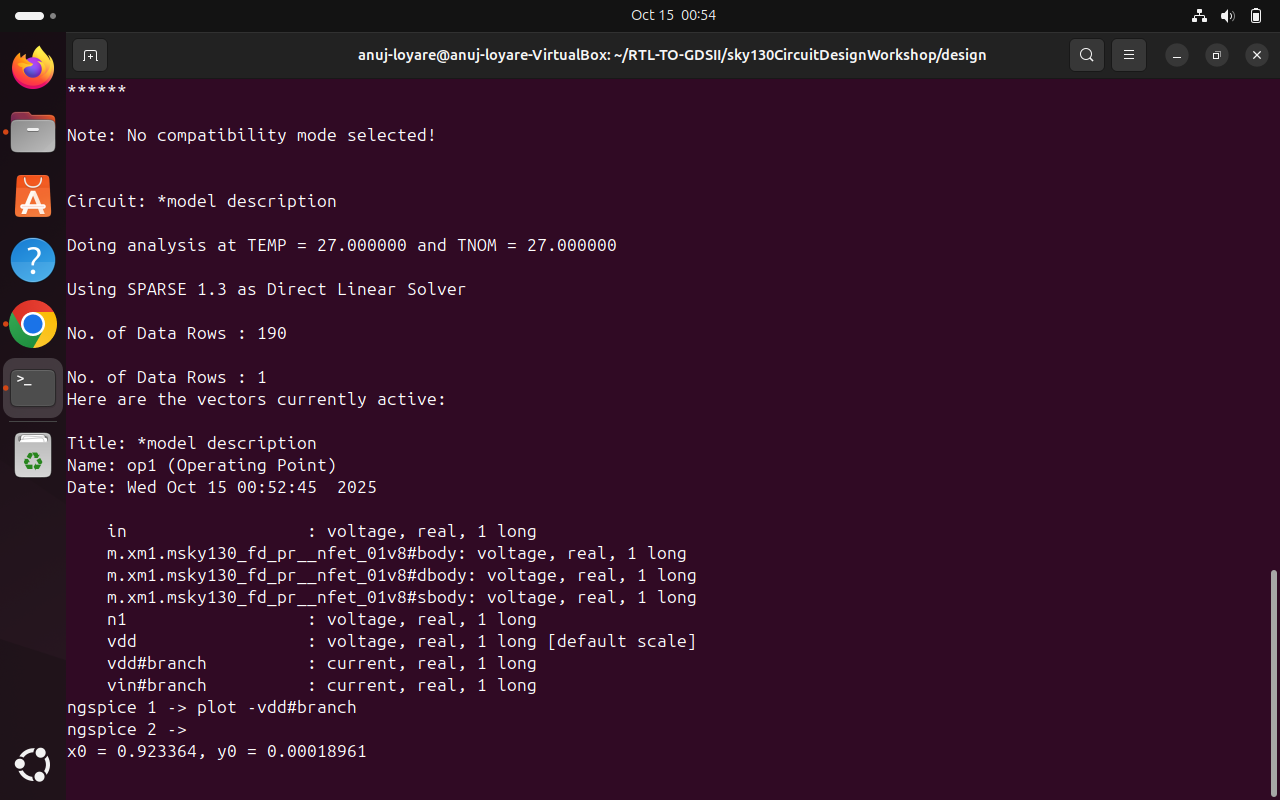 Oct 15 00:54
anuj-loyare@anuj-loyare-VirtualBox: ~/RTL-TO-GDSII/sky130CircuitDesignWorkshop/design
******
Note: No compatibility mode selected!
Circuit: *model description
Doing analysis at TEMP = 27.000000 and TNOM = 27.000000
Using SPARSE 1.3 as Direct Linear Solver
No. of Data Rows : 190
No. of Data Rows : 1
Here are the vectors currently active:
Title: *model description
Name: op1 (Operating Point)
Date: Wed Oct 15 00:52:45  2025
in                  : voltage, real, 1 long
m.xm1.msky130_fd_pr__nfet_01v8#body: voltage, real, 1 long
m.xm1.msky130_fd_pr__nfet_01v8#dbody: voltage, real, 1 long
m.xm1.msky130_fd_pr__nfet_01v8#sbody: voltage, real, 1 long
n1                  : voltage, real, 1 long
vdd                 : voltage, real, 1 long [default scale]
vdd#branch          : current, real, 1 long
vin#branch          : current, real, 1 long
ngspice 1 -> plot -vdd#branch
ngspice 2 ->
x0 = 0.923364, y0 = 0.00018961